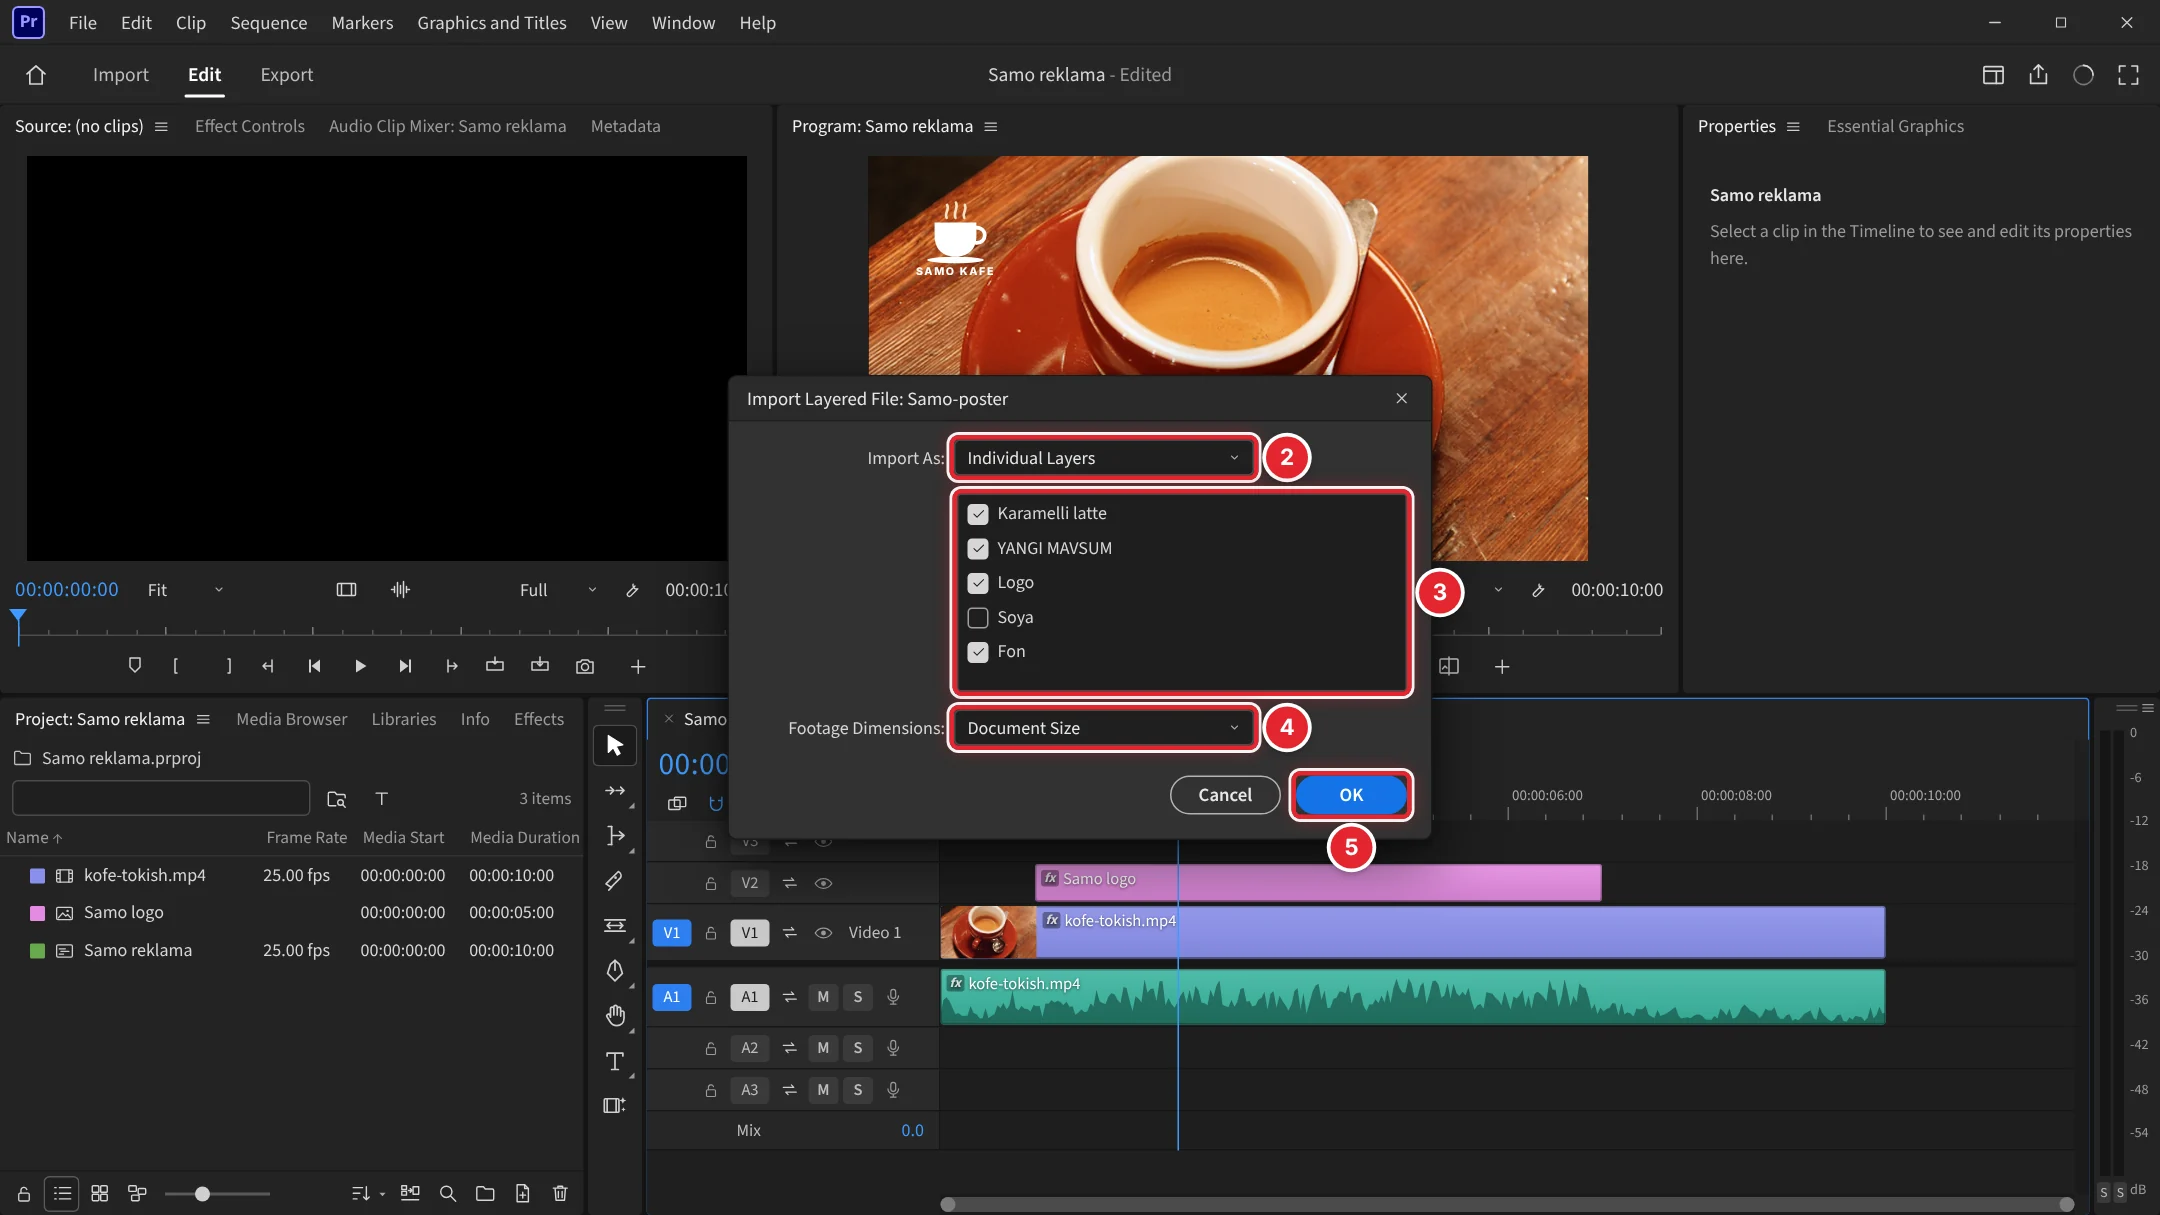 Pr File Edit Clip Sequence Markers Graphics and Titles View Window Help
Import Edit Export
Samo reklama - Edited
Source: (no clips) Effect Controls Audio Clip Mixer: Samo reklama Metadata
Program: Samo reklama
Properties Essential Graphics
SAMO KAFE
Samo reklama
Select a clip in the Timeline to see and edit its properties
here.
Import Layered File: Samo-poster
Import As: Individual Layers 2
Karamelli latte
YANGI MAVSUM
Logo
Soya
Fon
3
Footage Dimensions: Document Size 4
Cancel OK
5
00:00:00:00 Fit Full 00:00:10
00:00:10:00
Project: Samo reklama Media Browser Libraries Info Effects
Samo reklama.prproj
3 items
Name Frame Rate Media Start Media Duration
kofe-tokish.mp4 25.00 fps 00:00:00:00 00:00:10:00
Samo logo 00:00:00:00 00:00:05:00
Samo reklama 25.00 fps 00:00:00:00 00:00:10:00
Samo
00:00
00:00:06:00 00:00:08:00 00:00:10:00
V3
V2 Samo logo
V1 V1 Video 1 kofe-tokish.mp4
A1 A1 M S kofe-tokish.mp4
A2 M S
A3 M S
Mix 0.0
0
-6
-12
-18
-24
-30
-36
-42
-48
-54
S S dB